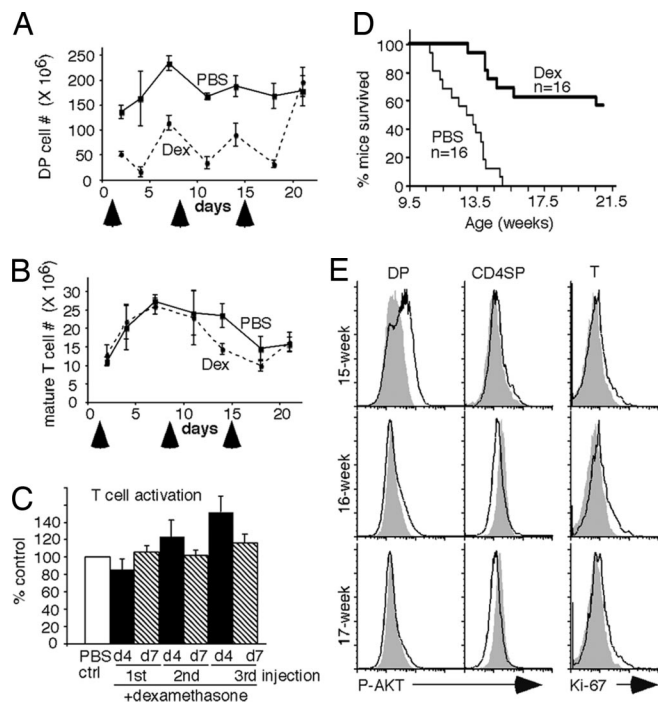 A
DP cell # (X 10⁶)
250
200
150
100
50
0
PBS
Dex
0 5 10 15 20
days
B
mature T cell # (X 10⁶)
30
25
20
15
10
5
0
PBS
Dex
0 5 10 15 20
days
C
T cell activation
% control
140
120
100
80
60
40
20
0
PBS ctrl
d4 d7 d4 d7 d4 d7
1st 2nd 3rd injection
+dexamethasone
D
% mice survived
100
80
60
40
20
0
Dex
n=16
PBS
n=16
9.5 13.5 17.5 21.5
Age (weeks)
E
DP CD4SP T
15-week
16-week
17-week
P-AKT Ki-67